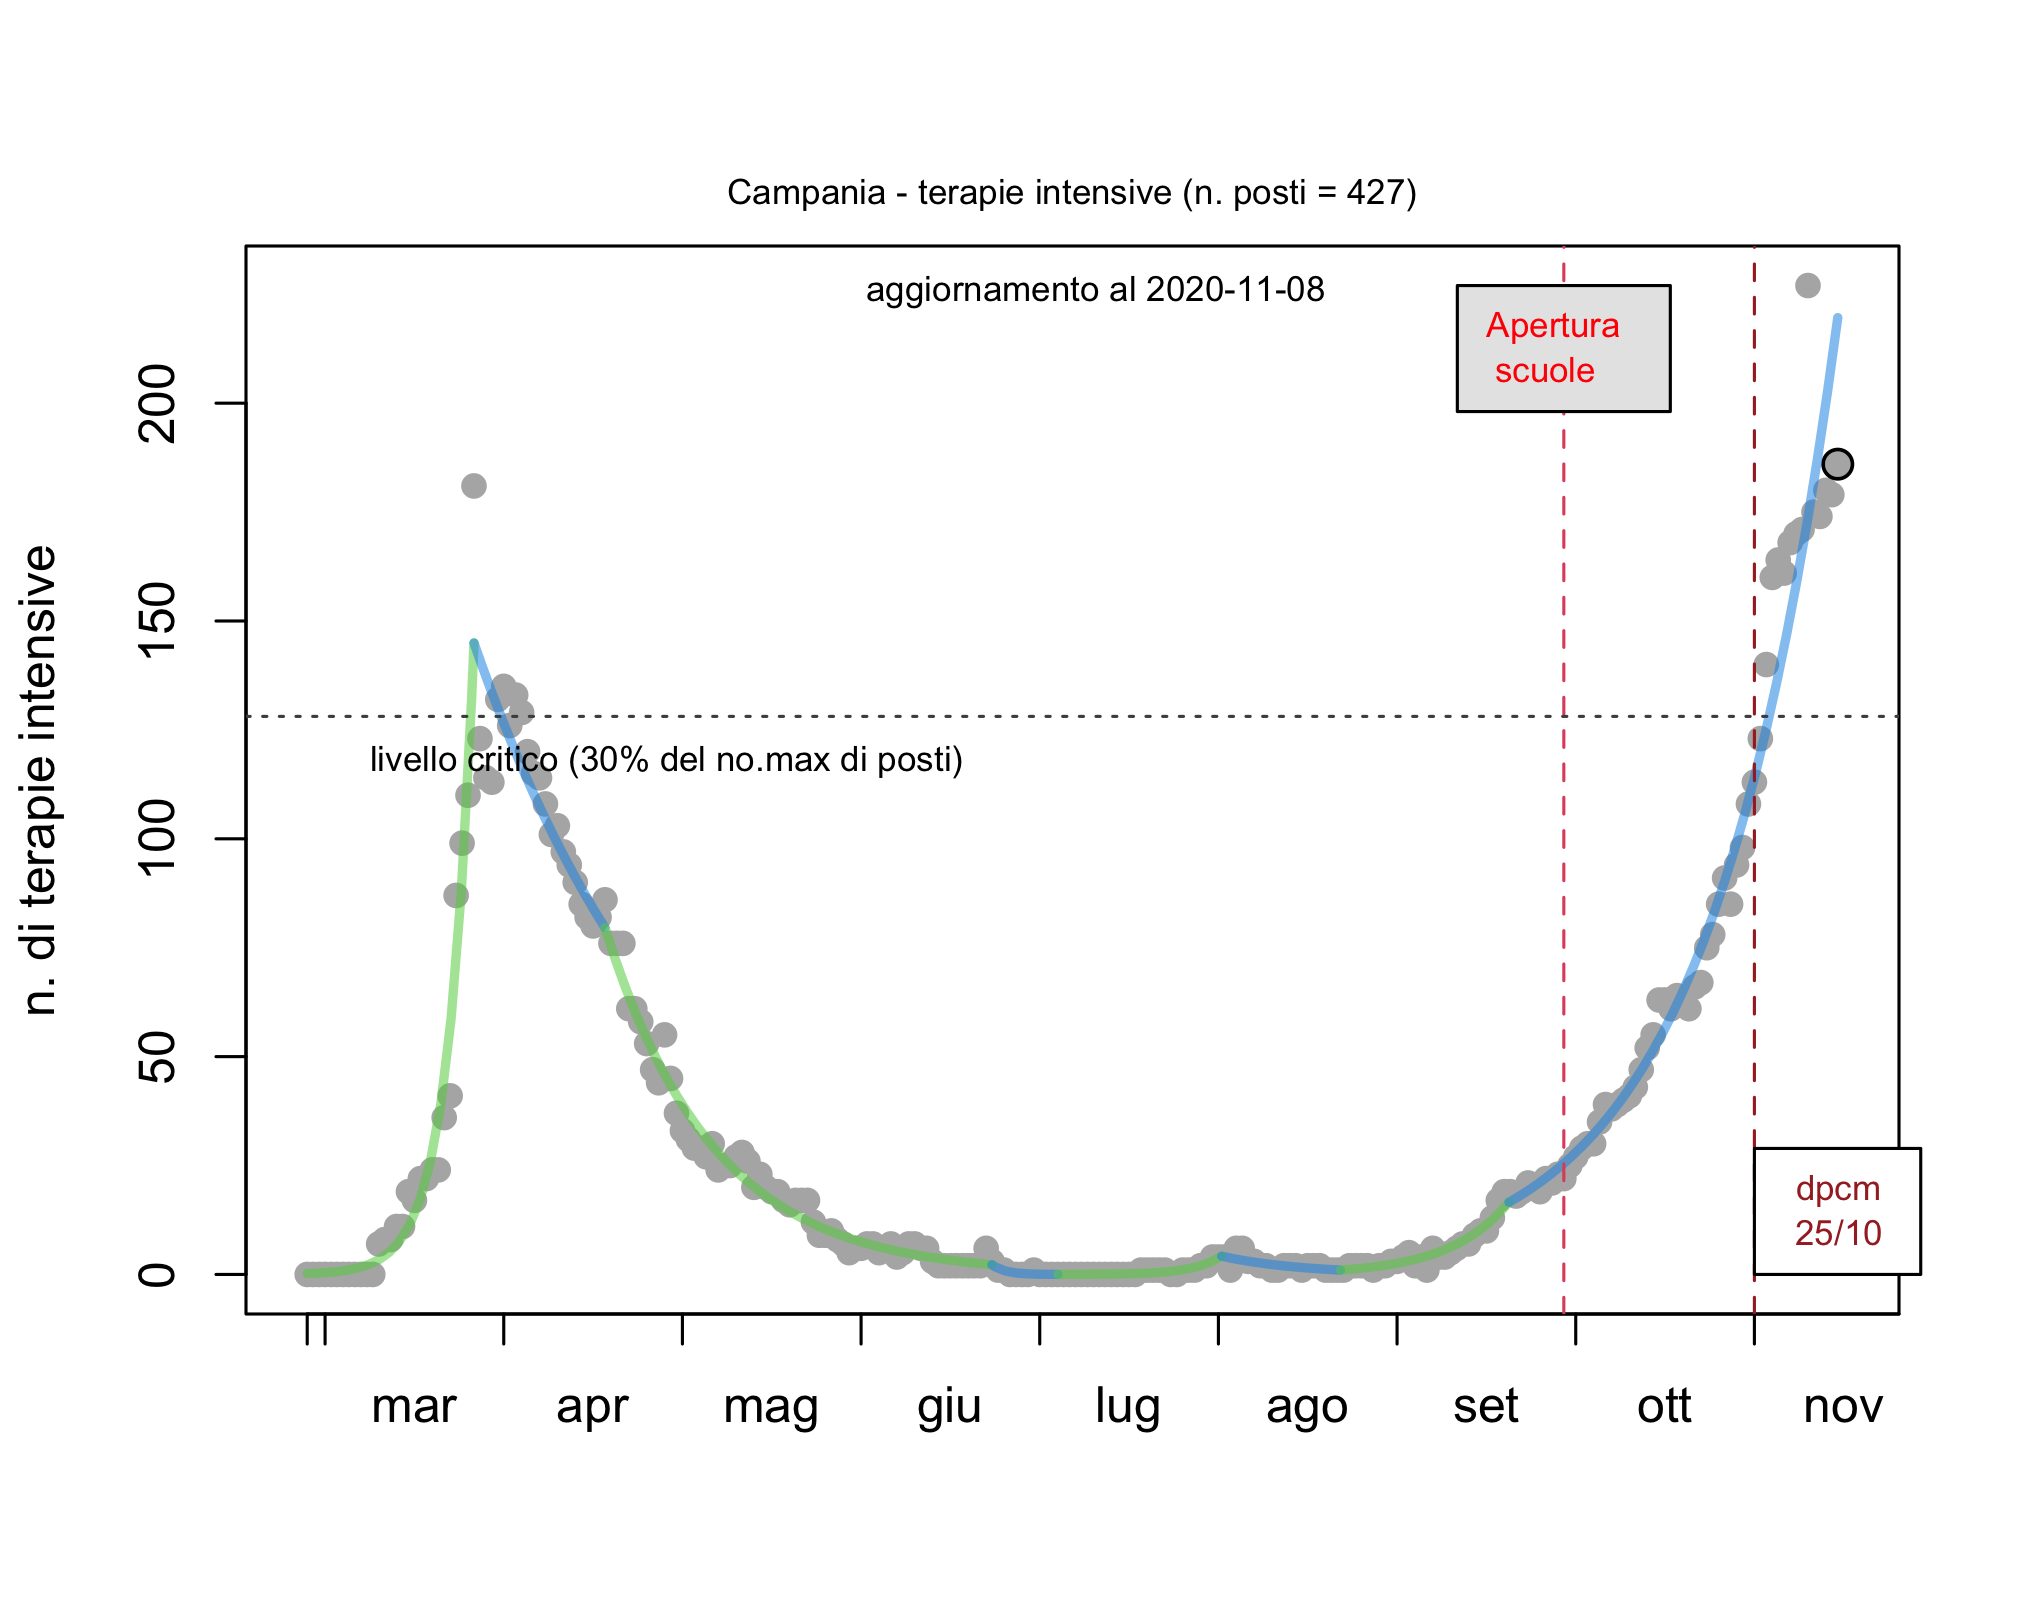 Campania - terapie intensive (n. posti = 427)
aggiornamento al 2020-11-08
Apertura
scuole
n. di terapie intensive
200
150
100
50
0
livello critico (30% del no.max di posti)
dpcm
25/10
mar apr mag giu lug ago set ott nov